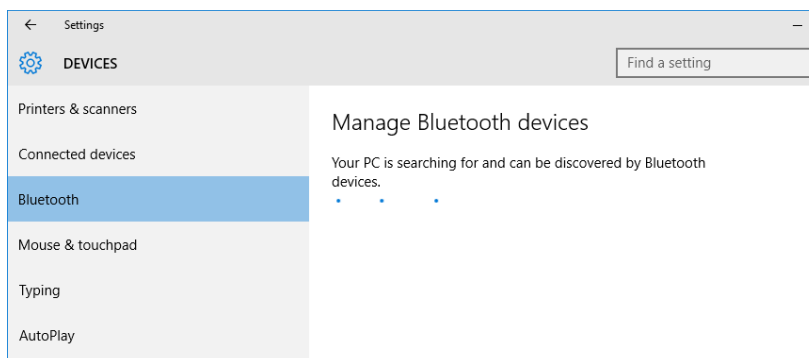 Settings
DEVICES
Find a setting
Printers & scanners
Connected devices
Bluetooth
Mouse & touchpad
Typing
AutoPlay
Manage Bluetooth devices
Your PC is searching for and can be discovered by Bluetooth
devices.